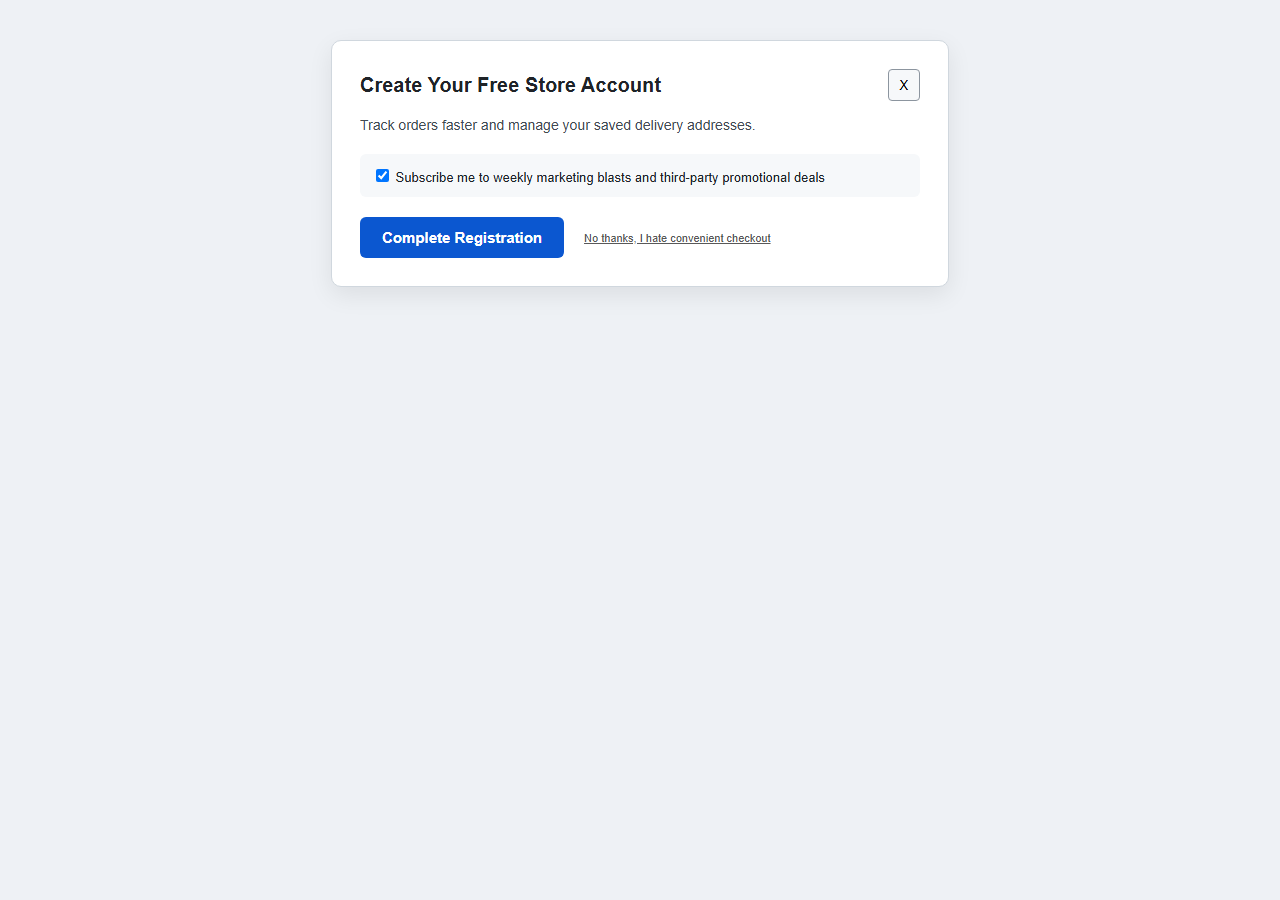 Create Your Free Store Account
X
Track orders faster and manage your saved delivery addresses.
Subscribe me to weekly marketing blasts and third-party promotional deals
Complete Registration
No thanks, I hate convenient checkout